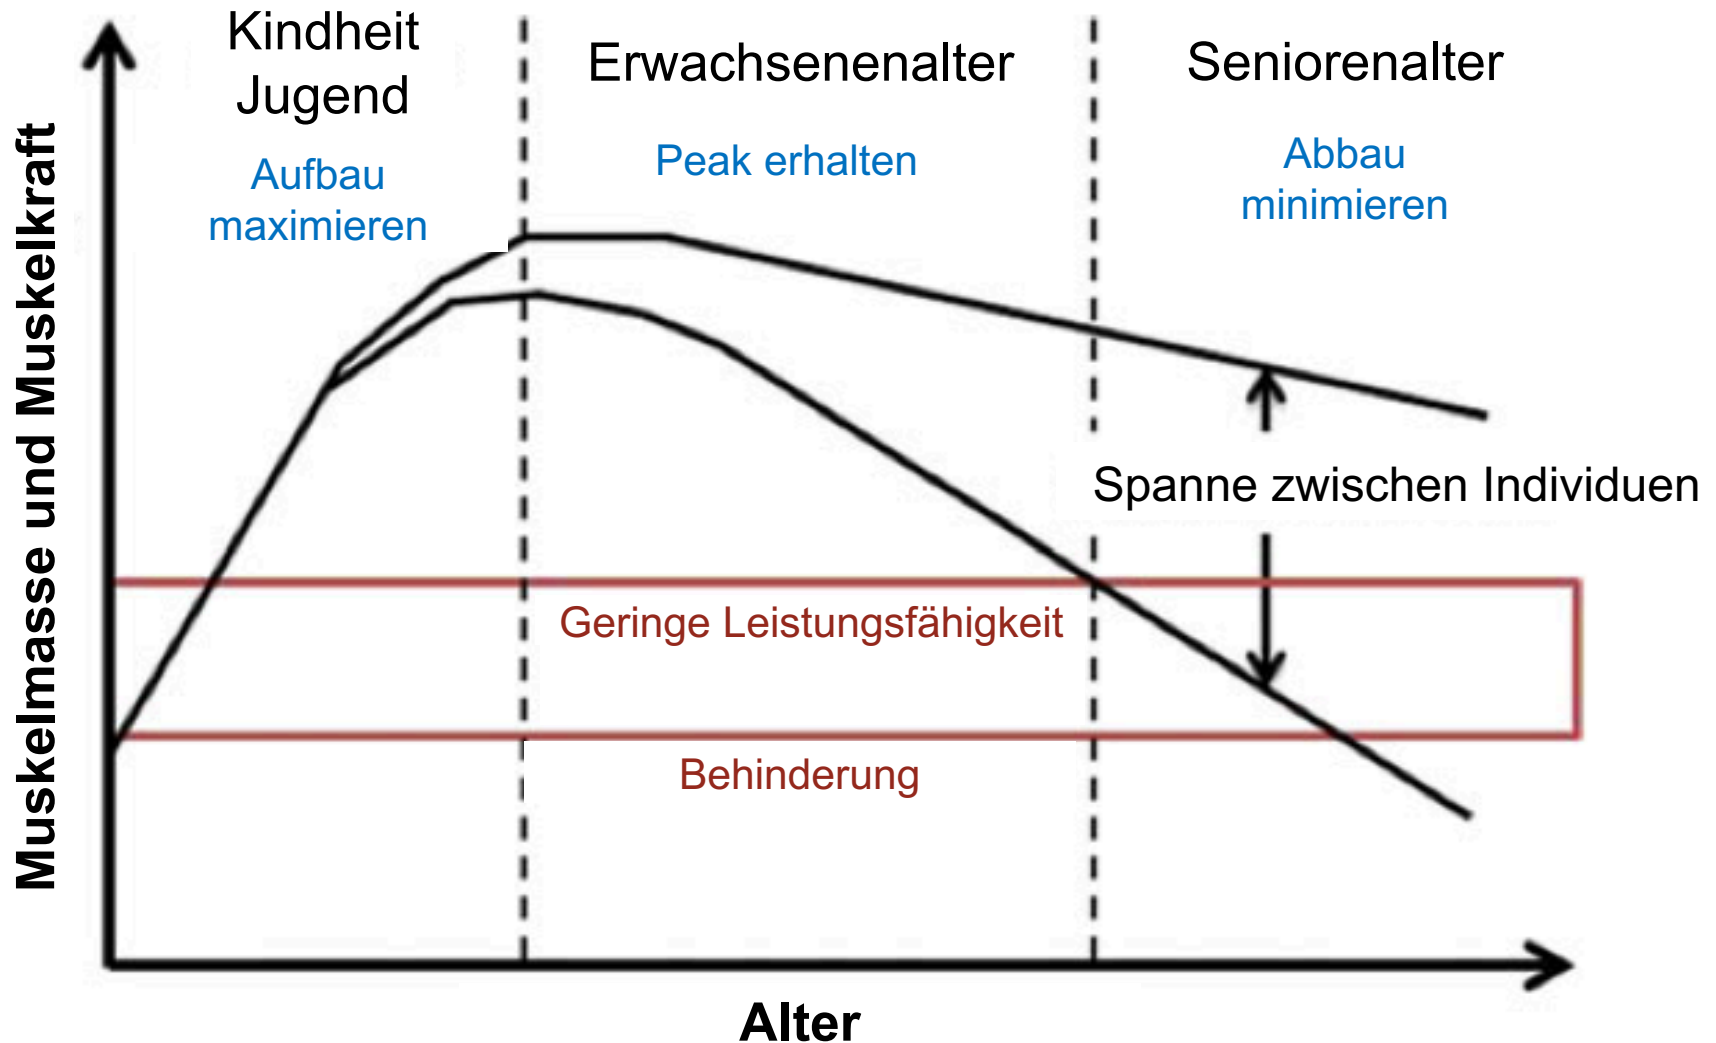 Kindheit
Jugend
Erwachsenenalter
Seniorenalter
Aufbau
maximieren
Peak erhalten
Abbau
minimieren
Muskelmasse und Muskelkraft
Spanne zwischen Individuen
Geringe Leistungsfähigkeit
Behinderung
Alter